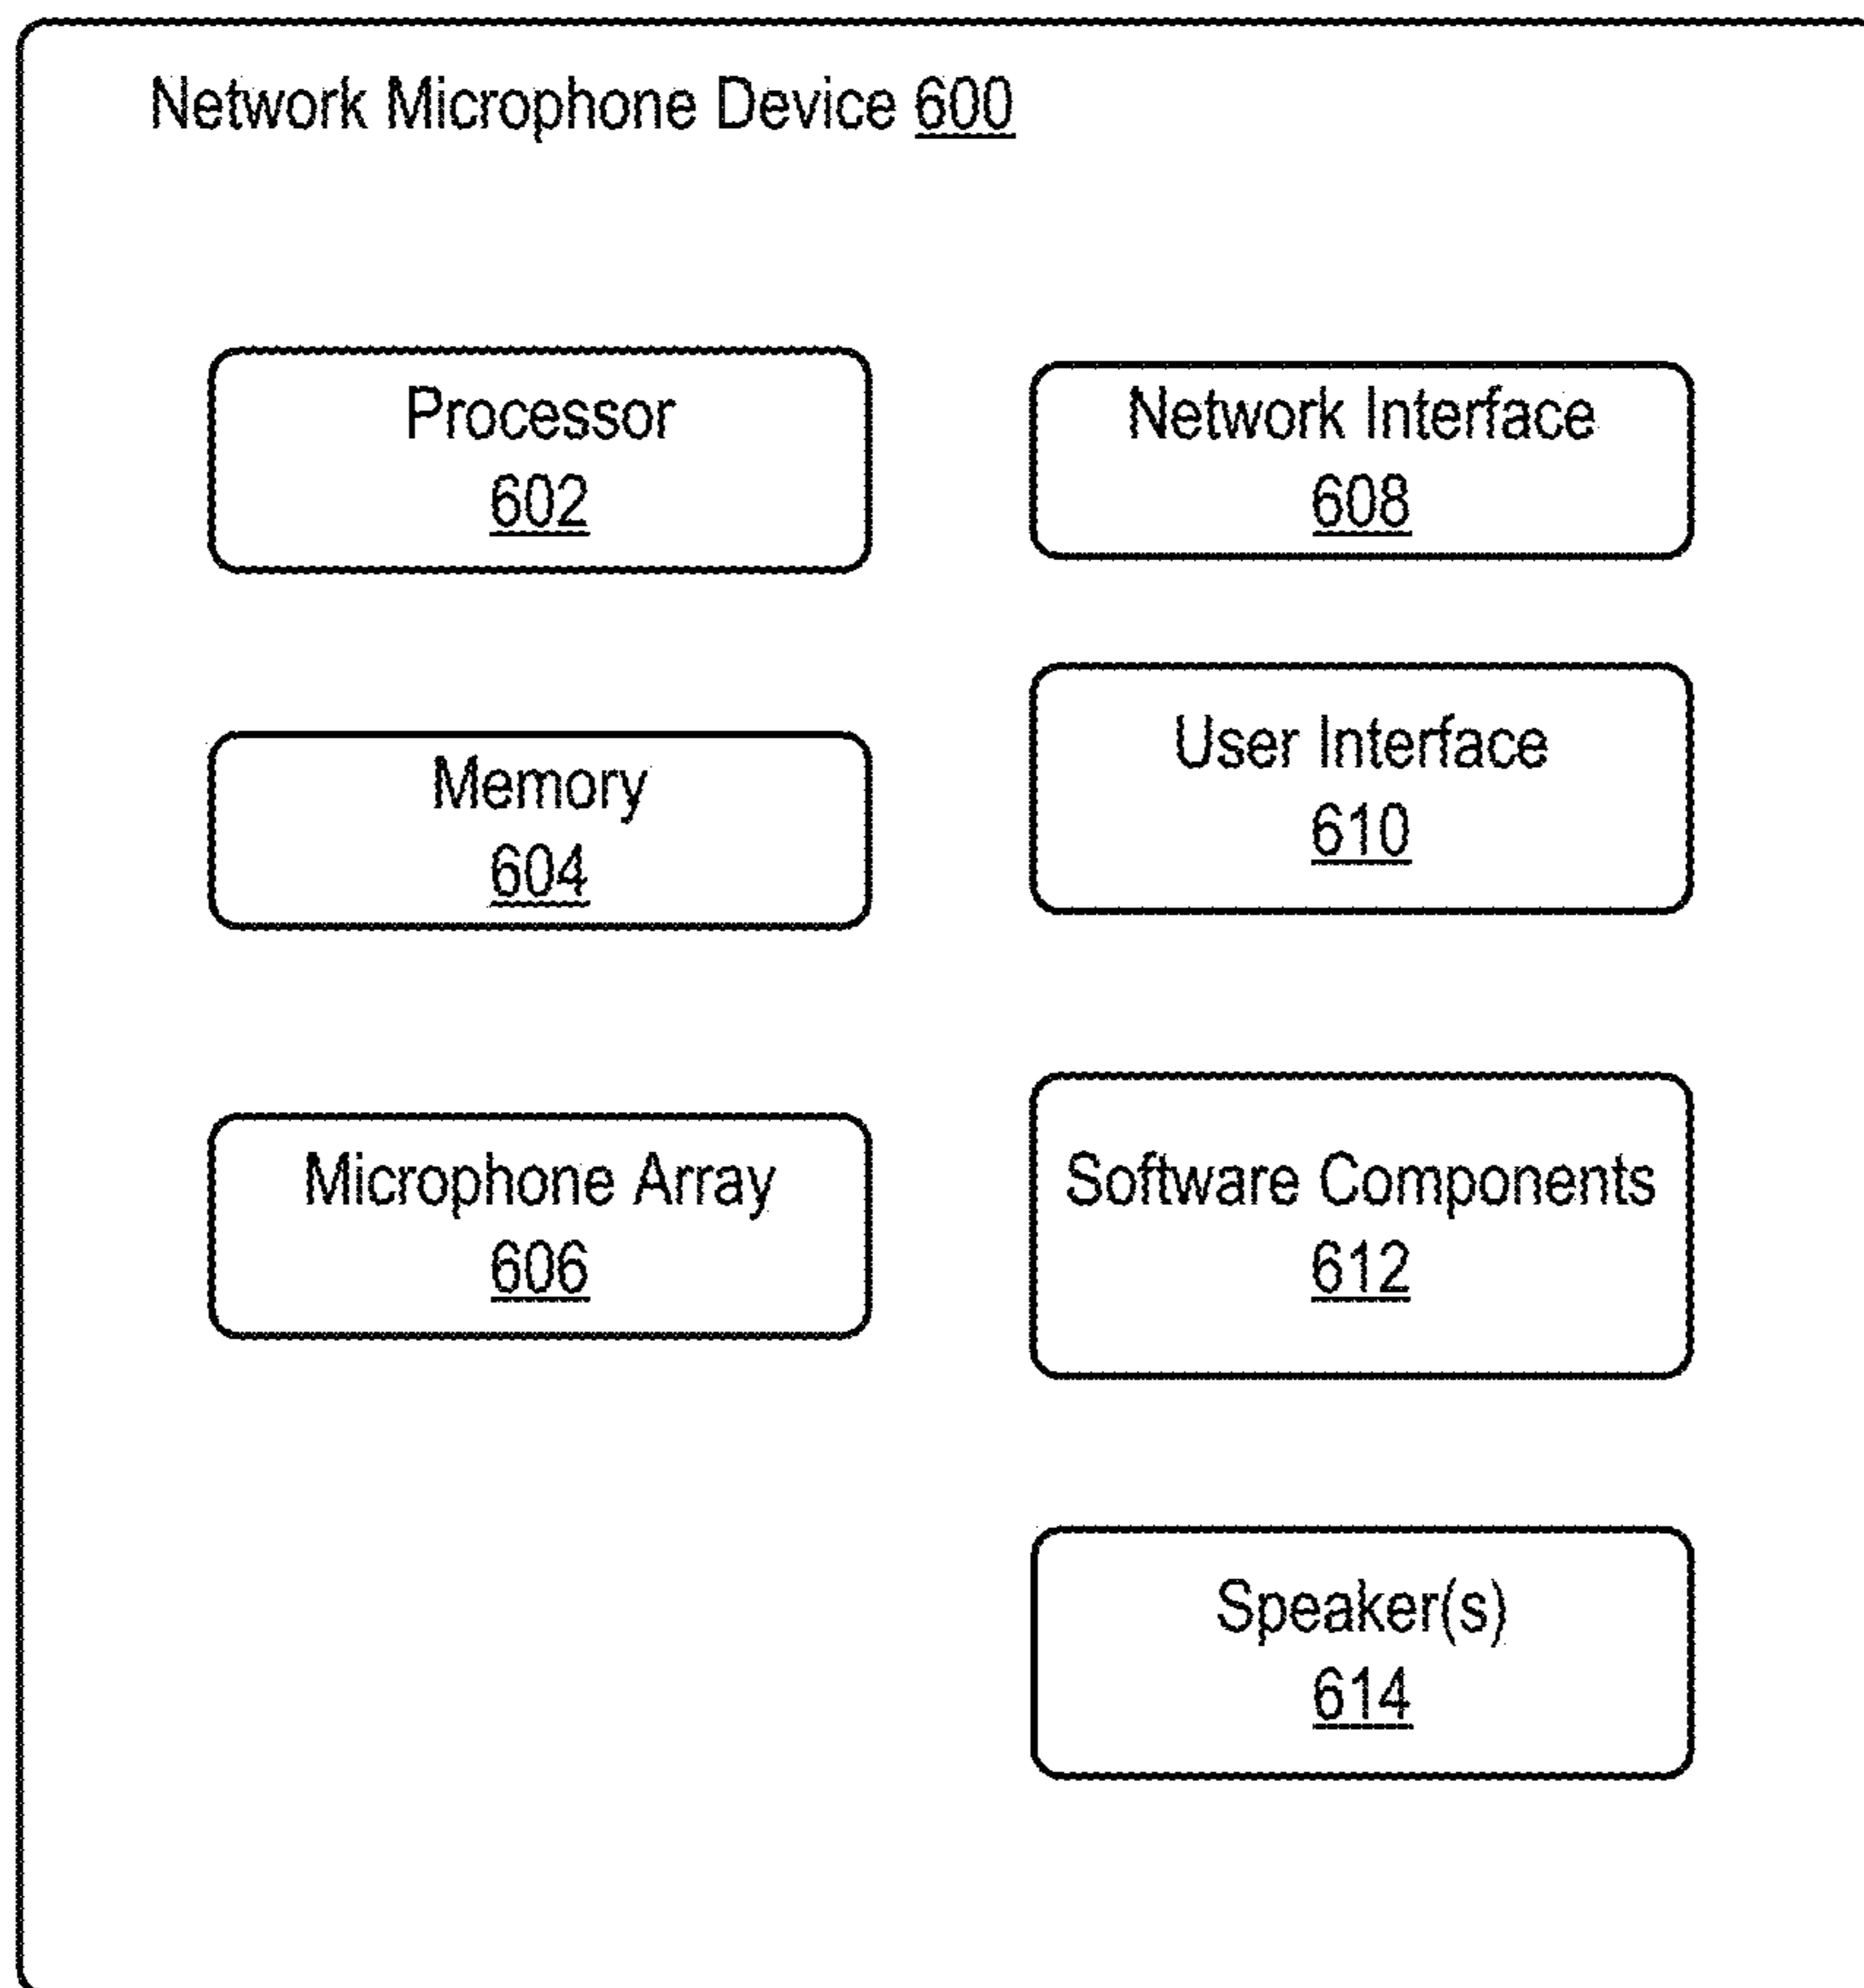 Network Microphone Device 600
Processor
602
Memory
604
Microphone Array
606
Network Interface
608
User Interface
610
Software Components
612
Speaker(s)
614